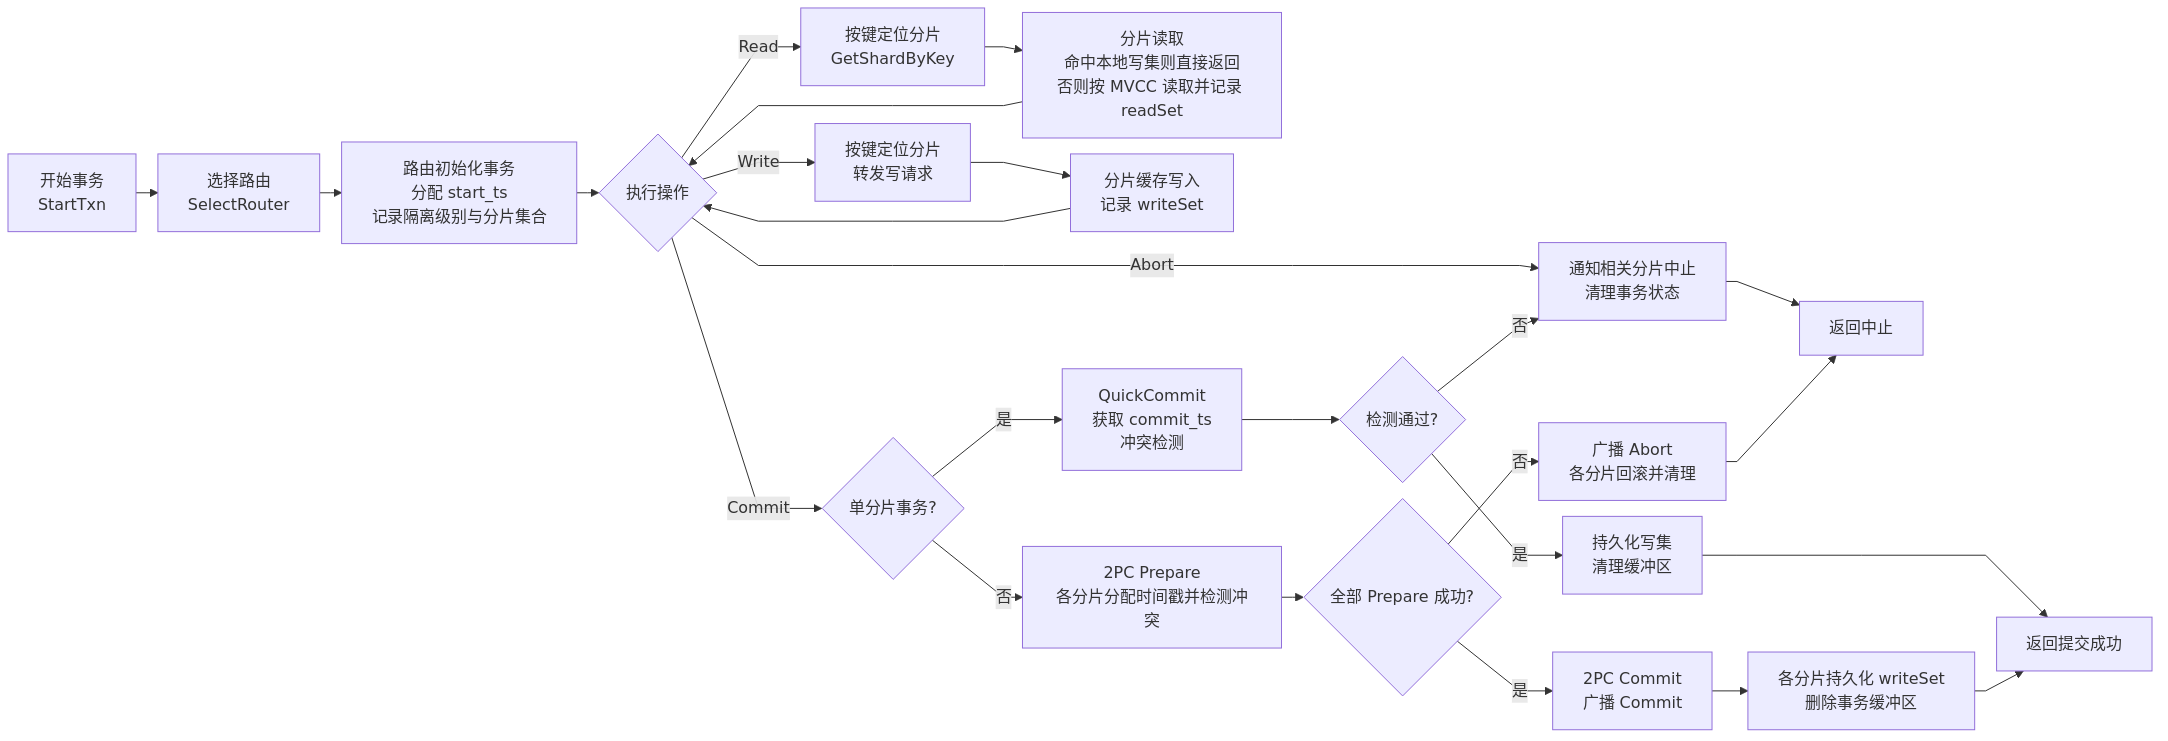 开始事务
StartTxn
选择路由
SelectRouter
路由初始化事务
分配 start_ts
记录隔离级别与分片集合
执行操作
Read
按键定位分片
GetShardByKey
分片读取
命中本地写集则直接返回
否则按 MVCC 读取并记录
readSet
Write
按键定位分片
转发写请求
分片缓存写入
记录 writeSet
Abort
通知相关分片中止
清理事务状态
返回中止
Commit
单分片事务?
是
QuickCommit
获取 commit_ts
冲突检测
检测通过?
否
是
持久化写集
清理缓冲区
否
2PC Prepare
各分片分配时间戳并检测冲
突
全部 Prepare 成功?
否
广播 Abort
各分片回滚并清理
是
2PC Commit
广播 Commit
各分片持久化 writeSet
删除事务缓冲区
返回提交成功